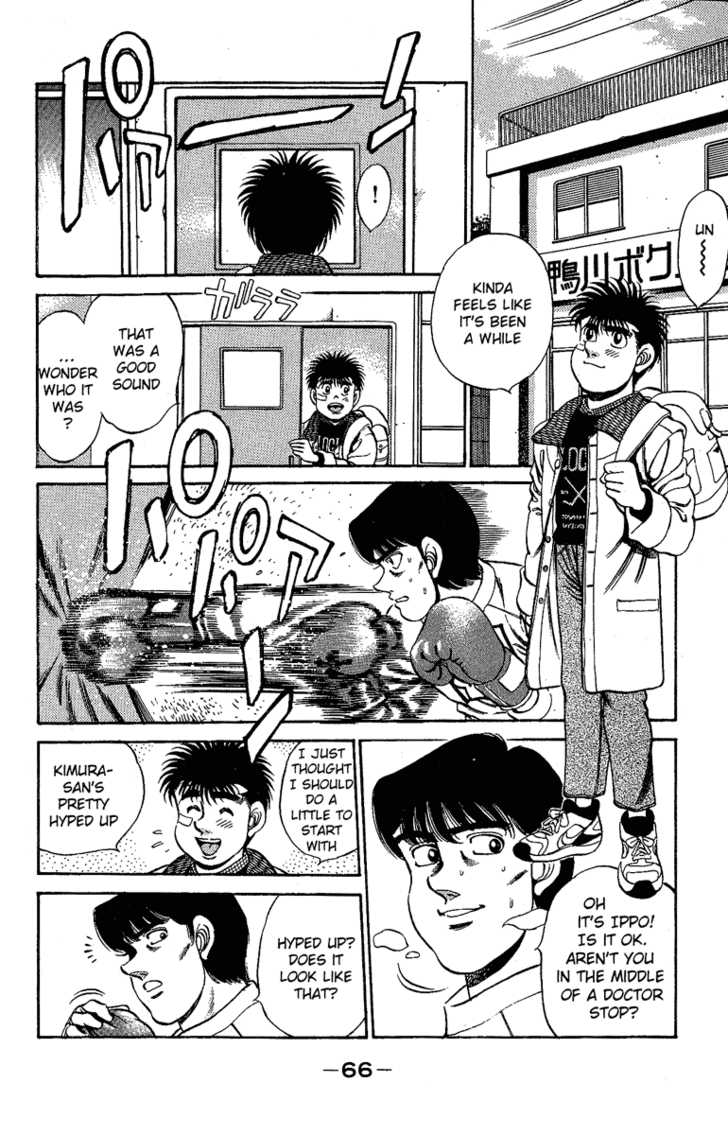 UN
鴨川ボク
KINDA
FEELS LIKE
IT'S BEEN
A WHILE
パァーーン
!
ガララ
THAT
WAS A
GOOD
SOUND
...
WONDER
WHO IT
WAS
?
LOCK
パン
パァン
OH
IT'S IPPO!
IS IT OK.
AREN'T YOU
IN THE MIDDLE
OF A DOCTOR
STOP?
I JUST
THOUGHT
I SHOULD
DO A
LITTLE TO
START
WITH
KIMURA-
SAN'S
PRETTY
HYPED UP
HYPED UP?
DOES IT
LOOK LIKE
THAT?
-66-